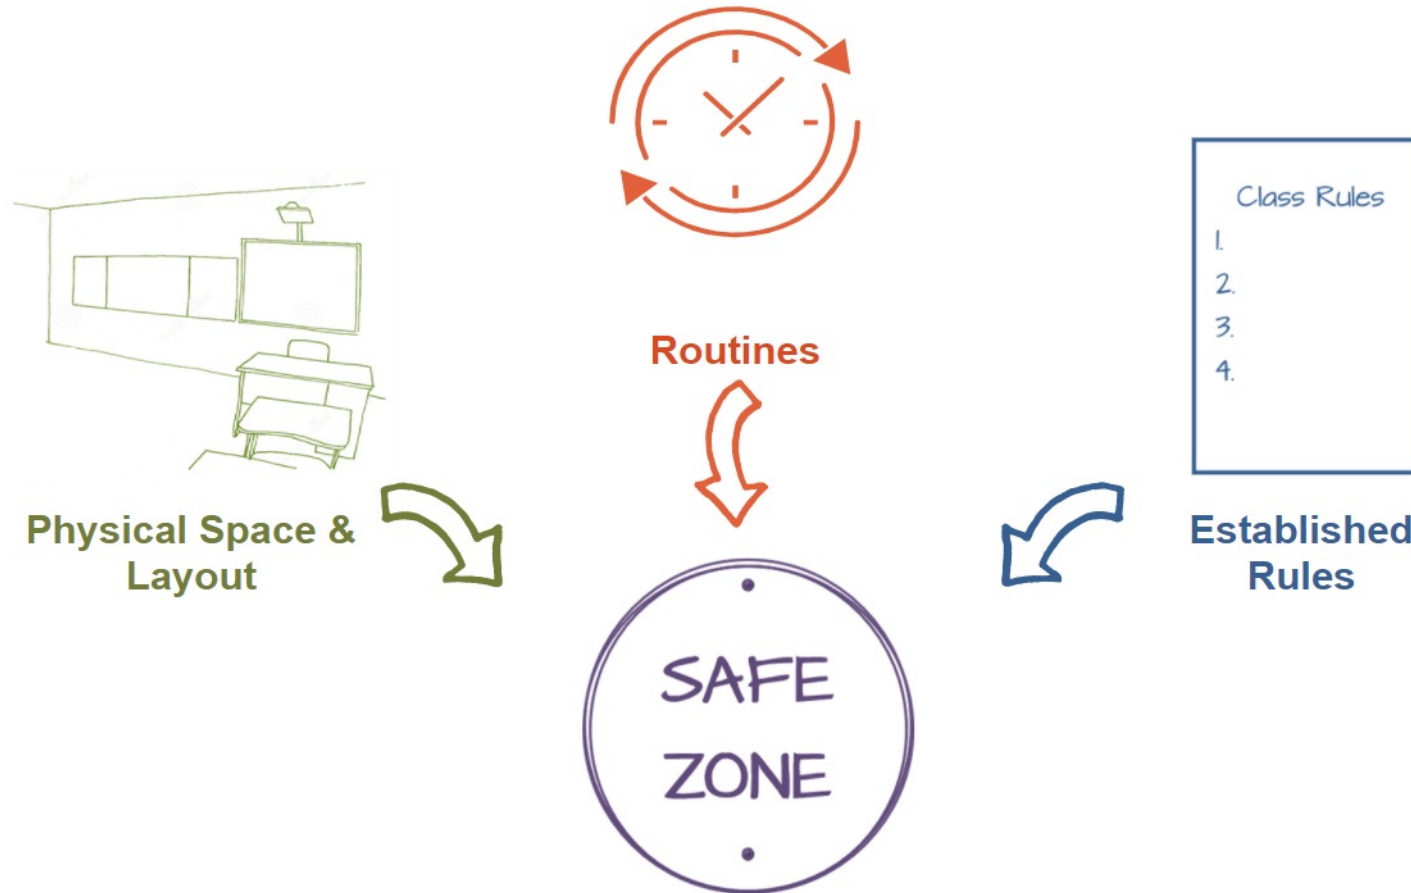 Routines
Class Rules
1.
2.
3.
4.
Physical Space &
Layout
Established
Rules
SAFE
ZONE